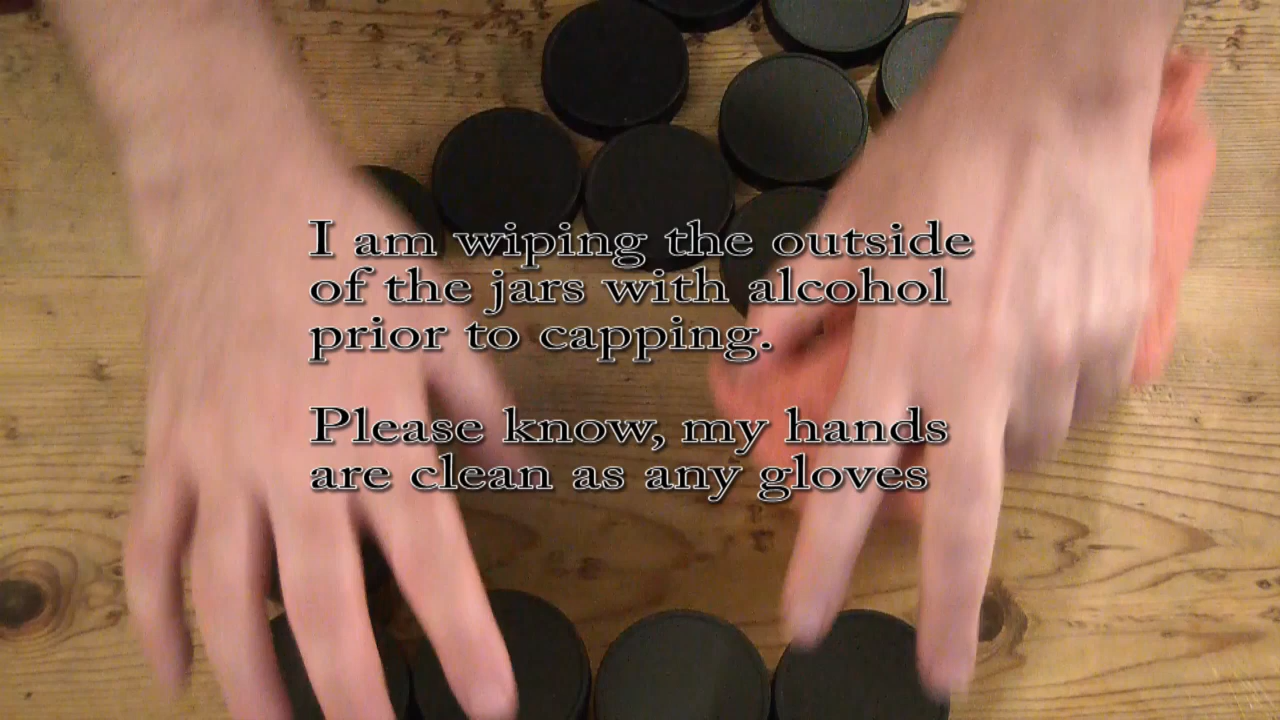 I am wiping the outside
of the jars with alcohol
prior to capping.
Please know, my hands
are clean as any gloves